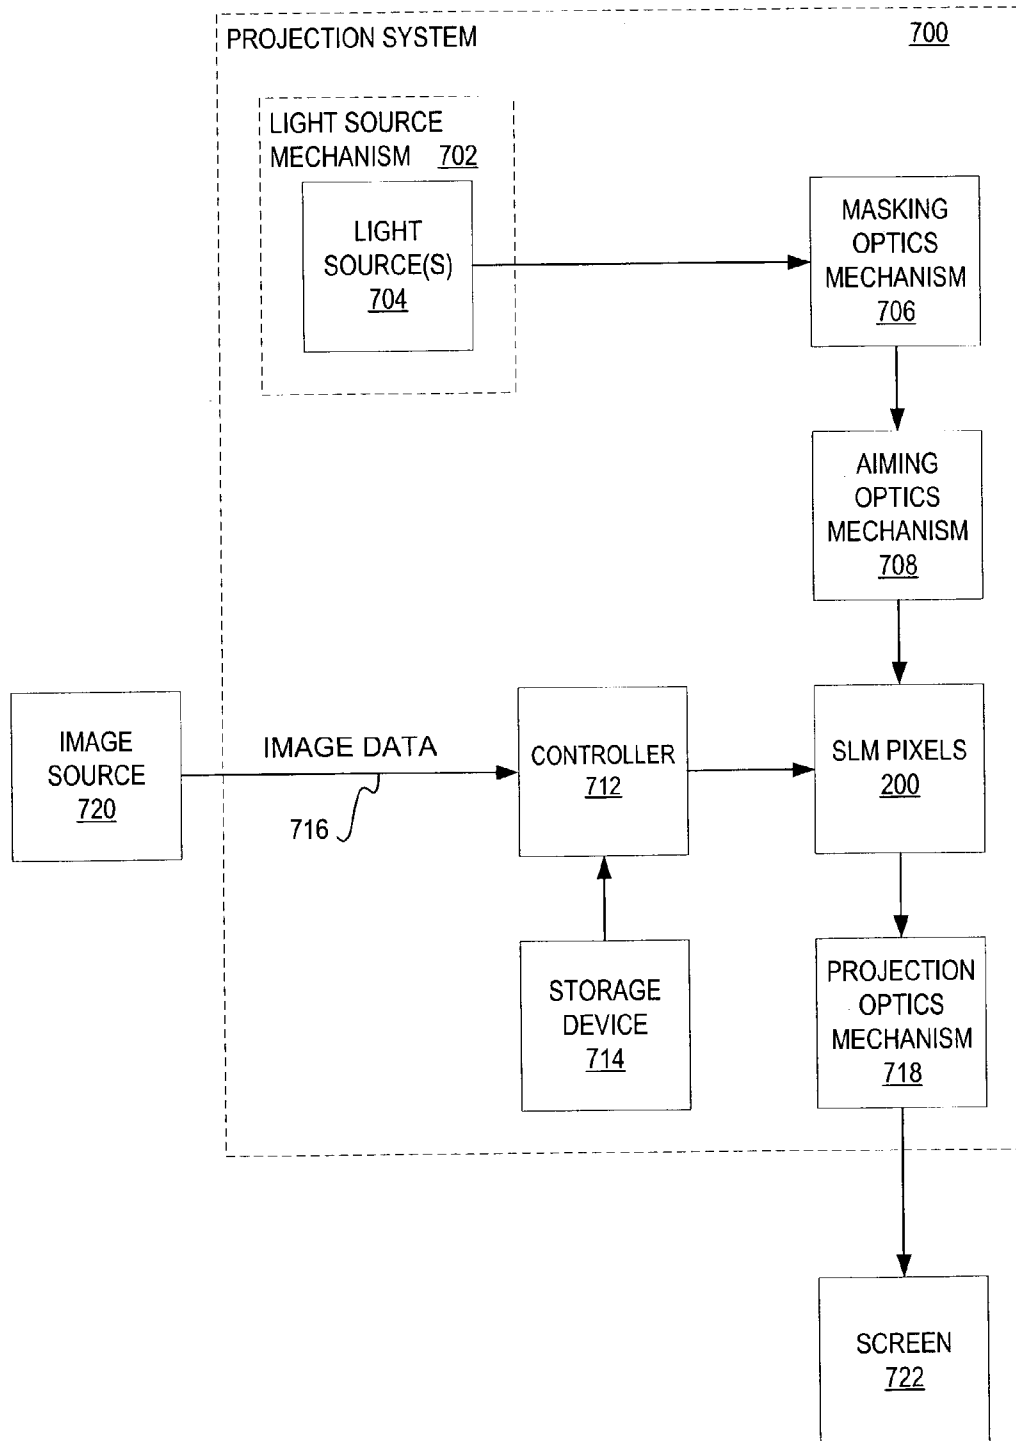 PROJECTION SYSTEM
700
LIGHT SOURCE
MECHANISM 702
LIGHT
SOURCE(S)
704
MASKING
OPTICS
MECHANISM
706
AIMING
OPTICS
MECHANISM
708
IMAGE
SOURCE
720
IMAGE DATA
716
CONTROLLER
712
SLM PIXELS
200
STORAGE
DEVICE
714
PROJECTION
OPTICS
MECHANISM
718
SCREEN
722